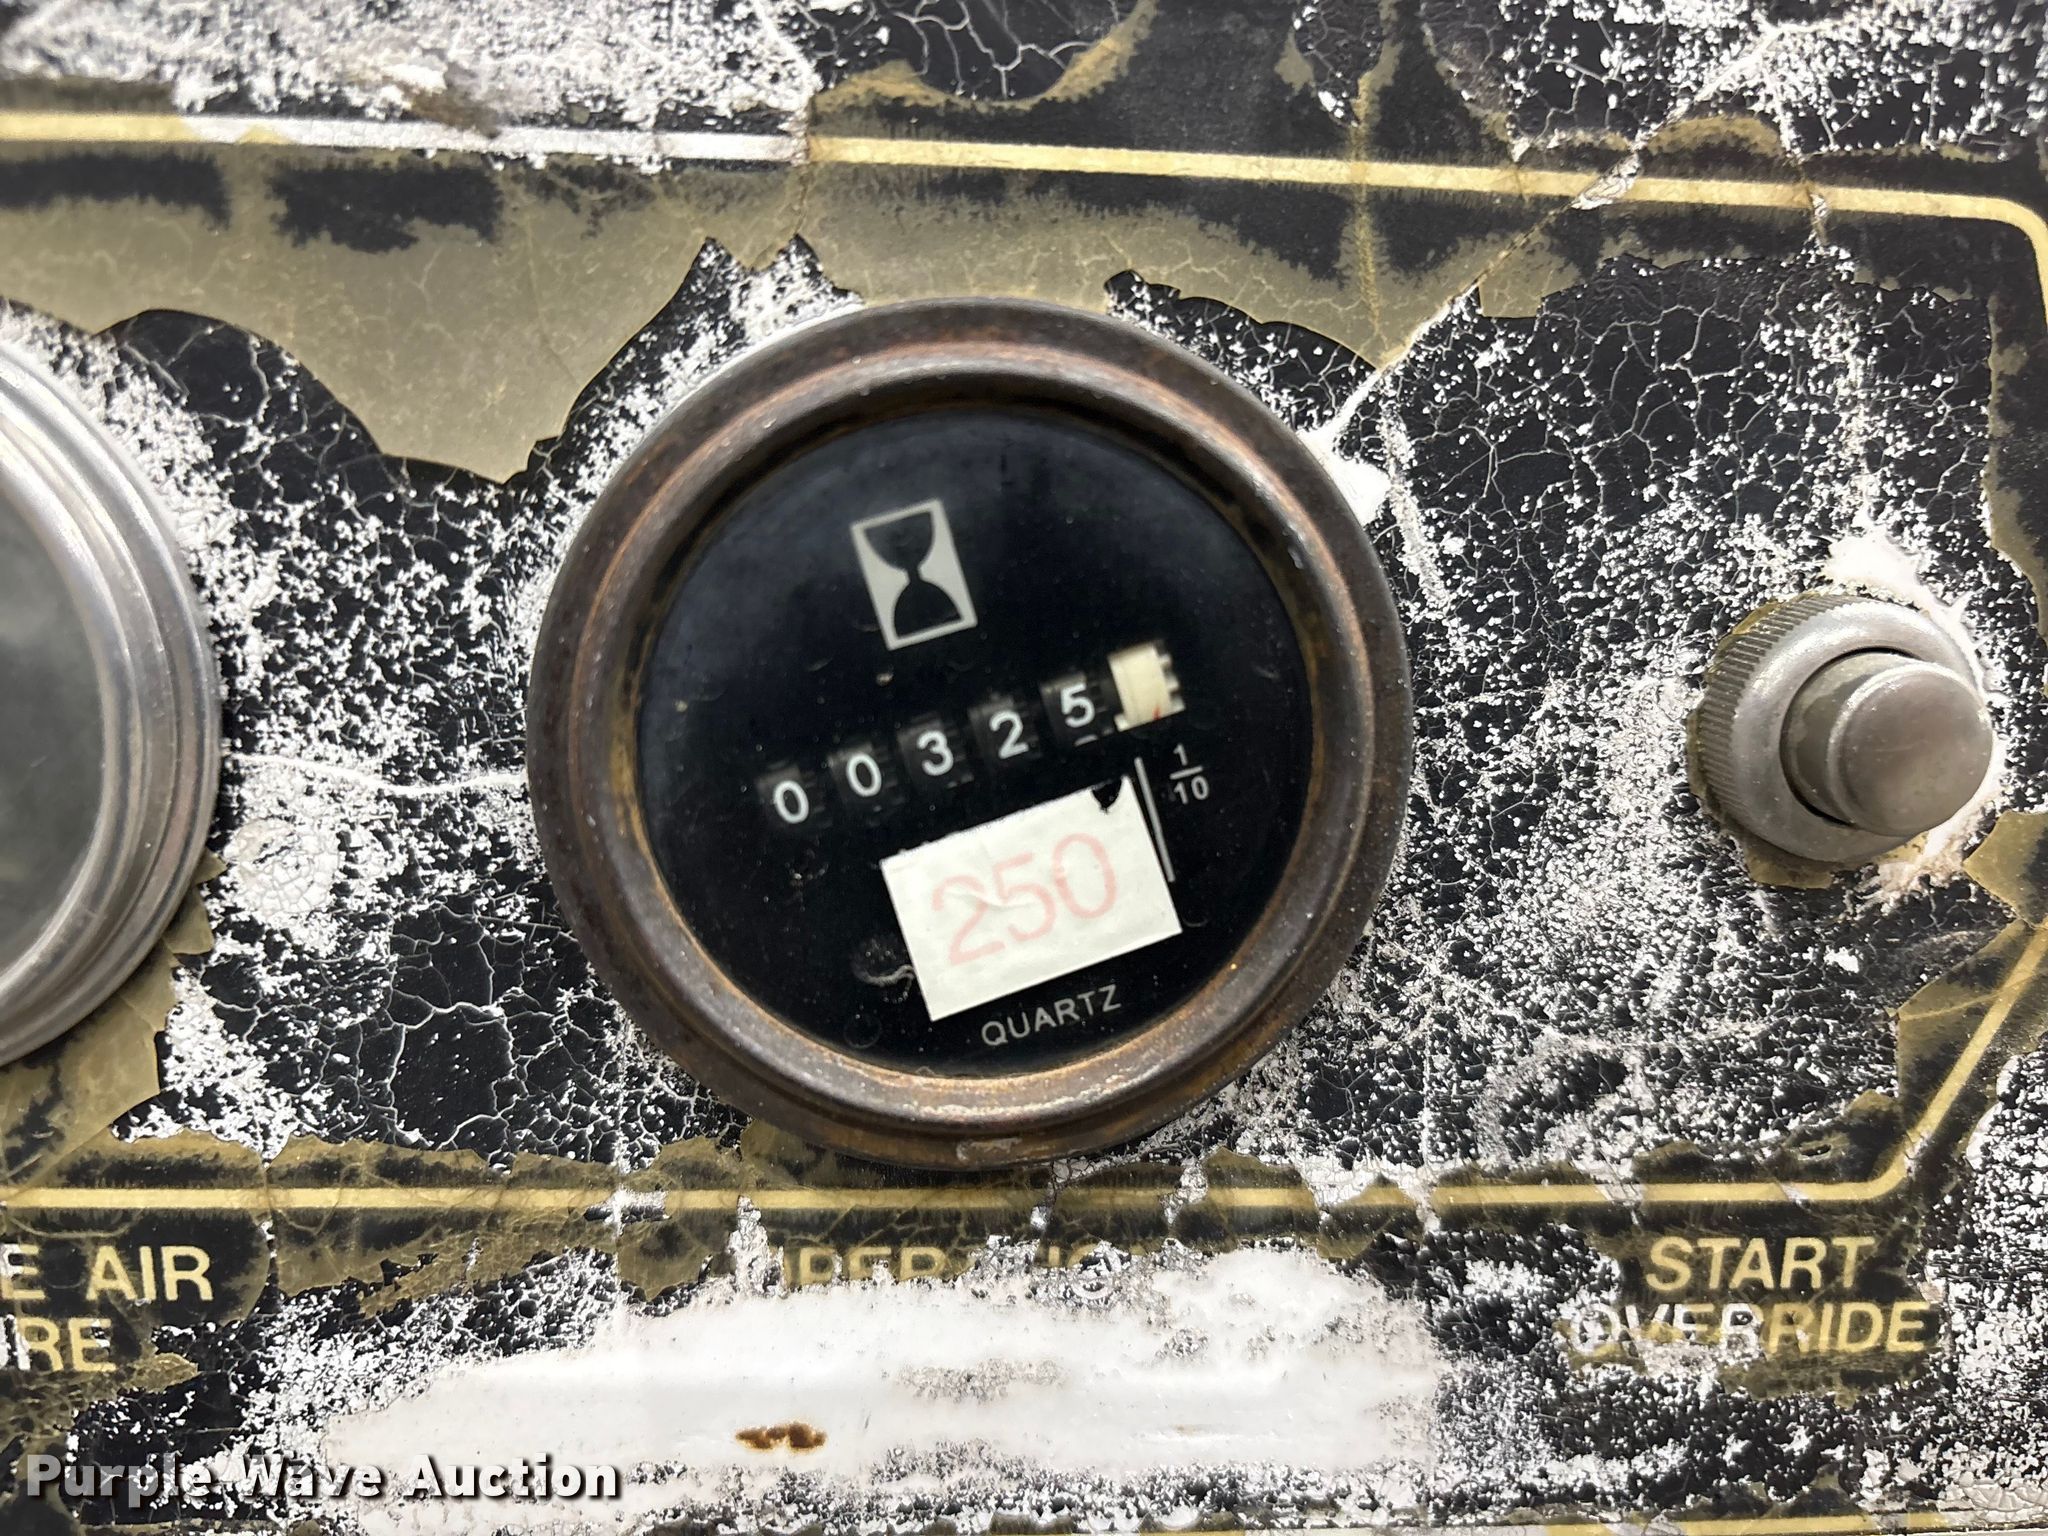 00325
1/10
250
QUARTZ
E AIR
RE
START
OVERRIDE
Purple Wave Auction